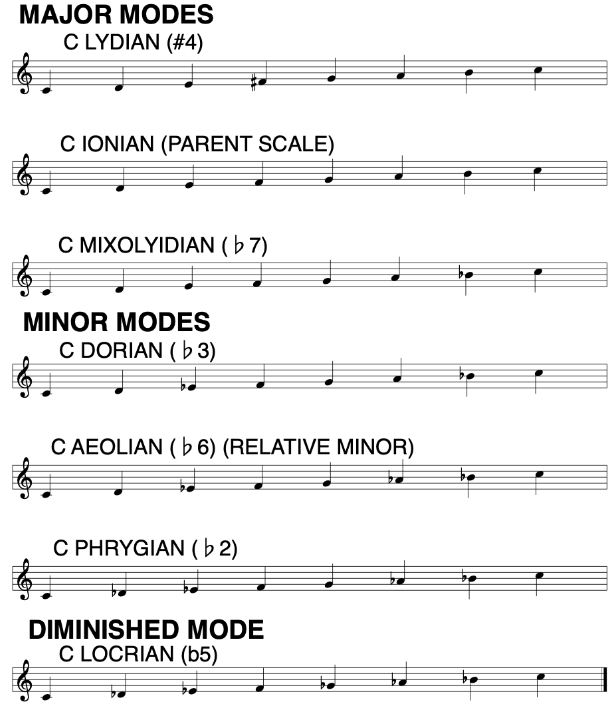 MAJOR MODES
C LYDIAN (#4)
C IONIAN (PARENT SCALE)
C MIXOLYIDIAN (♭7)
MINOR MODES
C DORIAN (♭3)
C AEOLIAN (♭6) (RELATIVE MINOR)
C PHRYGIAN (♭2)
DIMINISHED MODE
C LOCRIAN (b5)